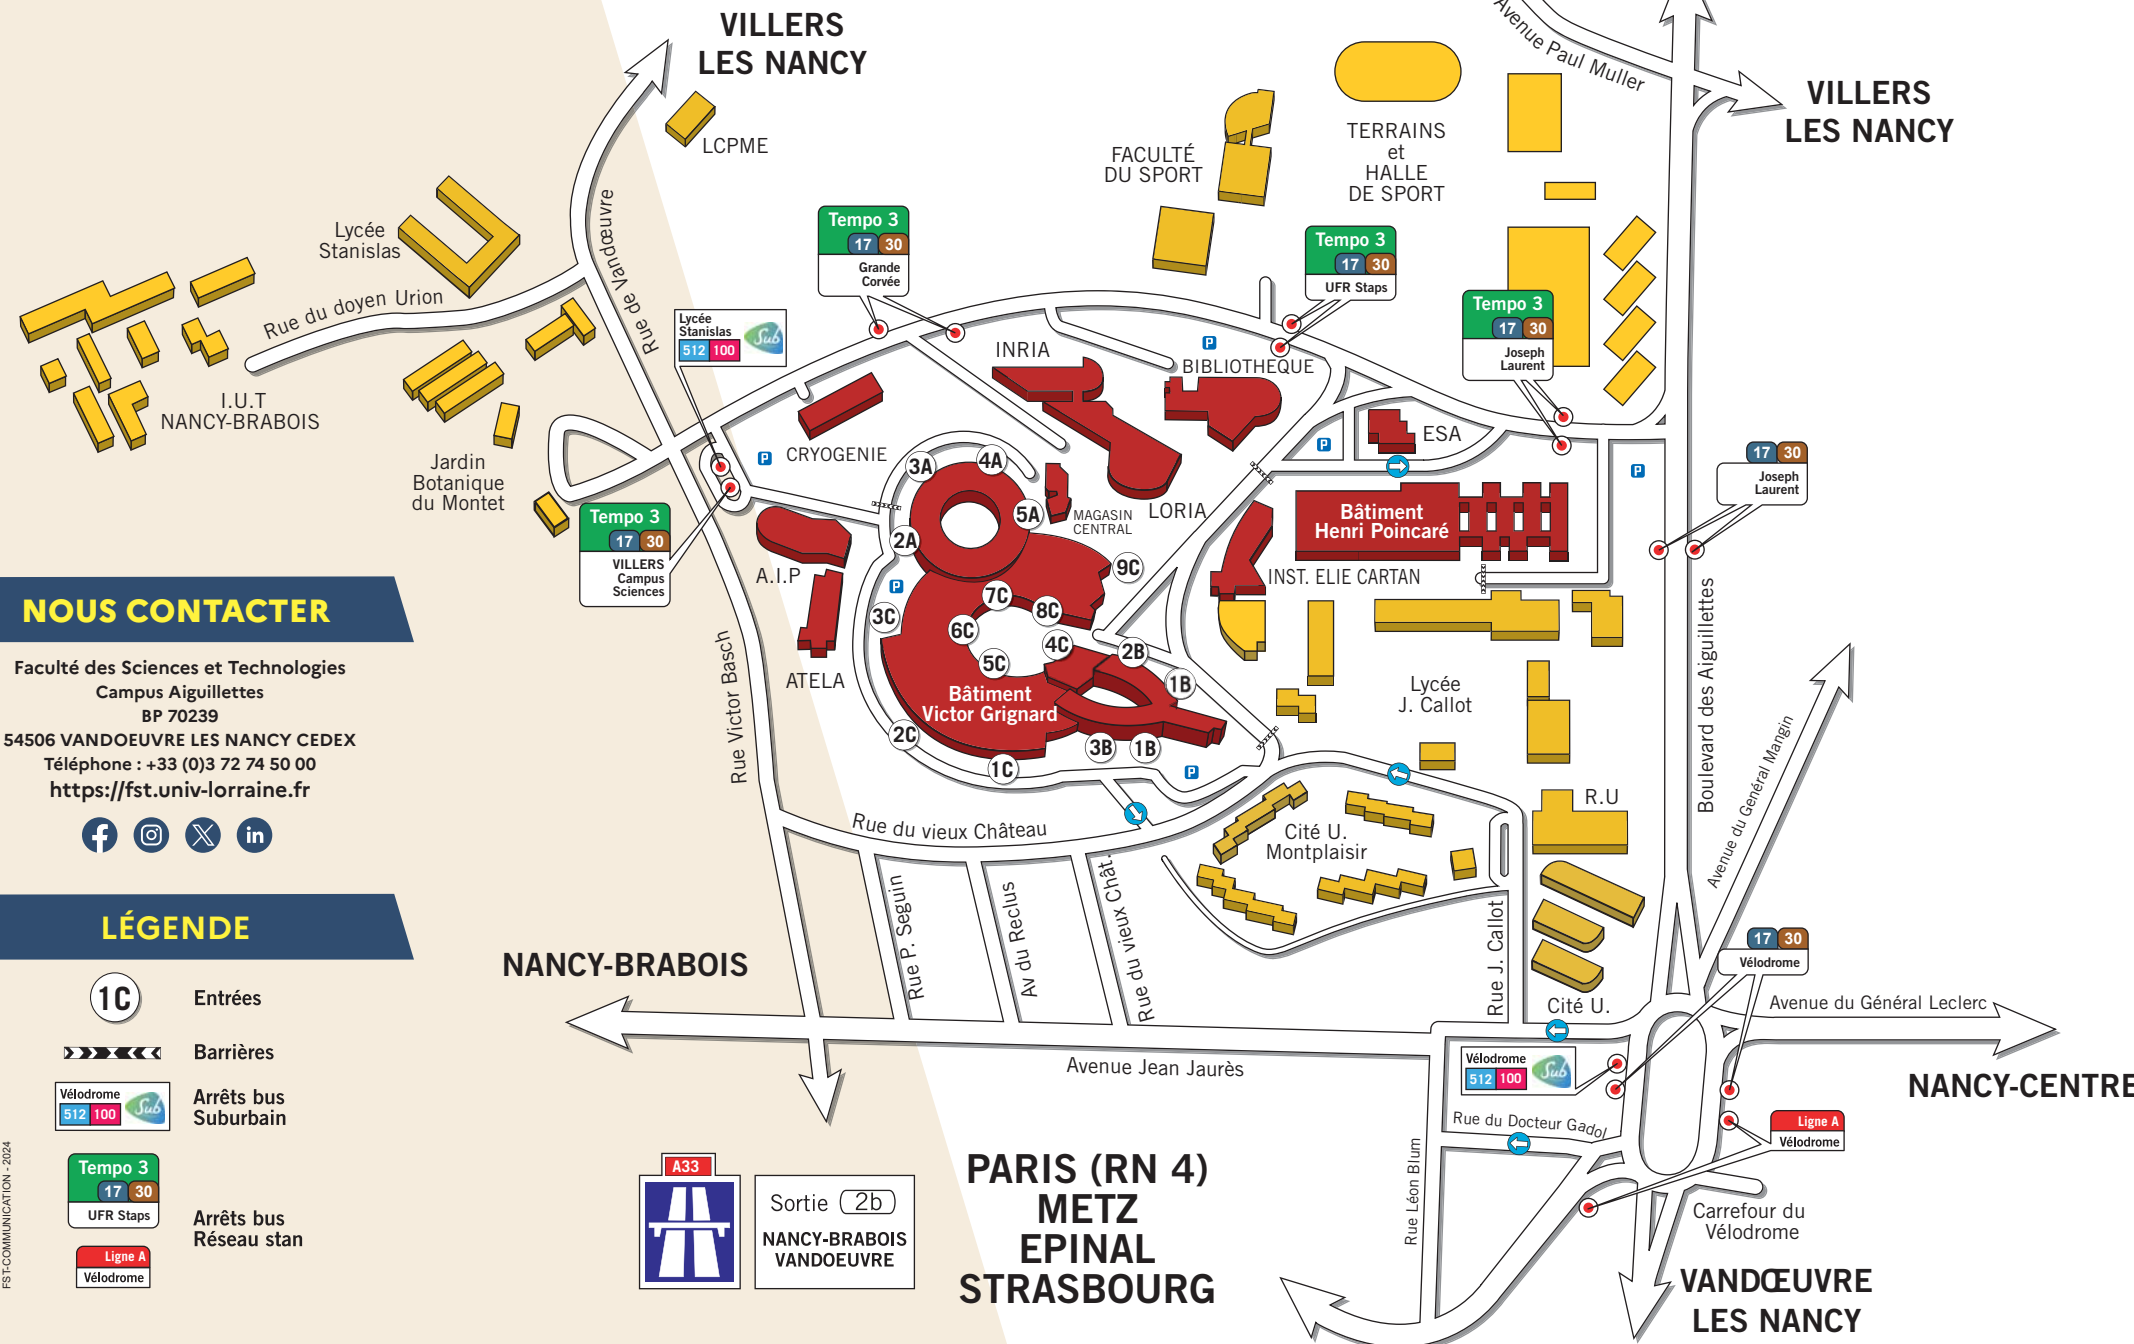 VILLERS
LES NANCY
LCPME
Lycée
Stanislas
Rue du doyen Urion
Rue de Vandœuvre
I.U.T
NANCY-BRABOIS
Jardin
Botanique
du Montet
Tempo 3
17 30
Grande
Corvée
Lycée
Stanislas
512 100
Sub
Tempo 3
17 30
VILLERS
Campus
Sciences
FACULTÉ
DU SPORT
TERRAINS
et
HALLE
DE SPORT
Avenue Paul Muller
VILLERS
LES NANCY
Tempo 3
17 30
UFR Staps
Tempo 3
17 30
Joseph
Laurent
17 30
Joseph
Laurent
INRIA
P
BIBLIOTHEQUE
P
CRYOGENIE
P
ESA
P
3A
4A
5A
2A
MAGASIN
CENTRAL
LORIA
Bâtiment
Henri Poincaré
A.I.P
P
9C
INST. ELIE CARTAN
7C
8C
3C
6C
4C
2B
5C
1B
ATELA
Bâtiment
Victor Grignard
2C
3B
1B
1C
P
Lycée
J. Callot
Rue Victor Basch
Boulevard des Aiguillettes
Avenue du Général Mangin
R.U
Rue du vieux Château
Cité U.
Montplaisir
Rue P. Seguin
Av du Reclus
Rue du vieux Chât.
Rue J. Callot
Cité U.
17 30
Vélodrome
Avenue du Général Leclerc
NANCY-BRABOIS
Avenue Jean Jaurès
Vélodrome
512 100
Sub
NANCY-CENTRE
Rue du Docteur Gadol
Ligne A
Vélodrome
Rue Léon Blum
Carrefour du
Vélodrome
VANDŒUVRE
LES NANCY
A33
Sortie 2b
NANCY-BRABOIS
VANDOEUVRE
PARIS (RN 4)
METZ
EPINAL
STRASBOURG
NOUS CONTACTER
Faculté des Sciences et Technologies
Campus Aiguillettes
BP 70239
54506 VANDOEUVRE LES NANCY CEDEX
Téléphone : +33 (0)3 72 74 50 00
https://fst.univ-lorraine.fr
LÉGENDE
1C
Entrées
Barrières
Vélodrome
512 100
Sub
Arrêts bus
Suburbain
Tempo 3
17 30
UFR Staps
Arrêts bus
Réseau stan
Ligne A
Vélodrome
FST-COMMUNICATION - 2024